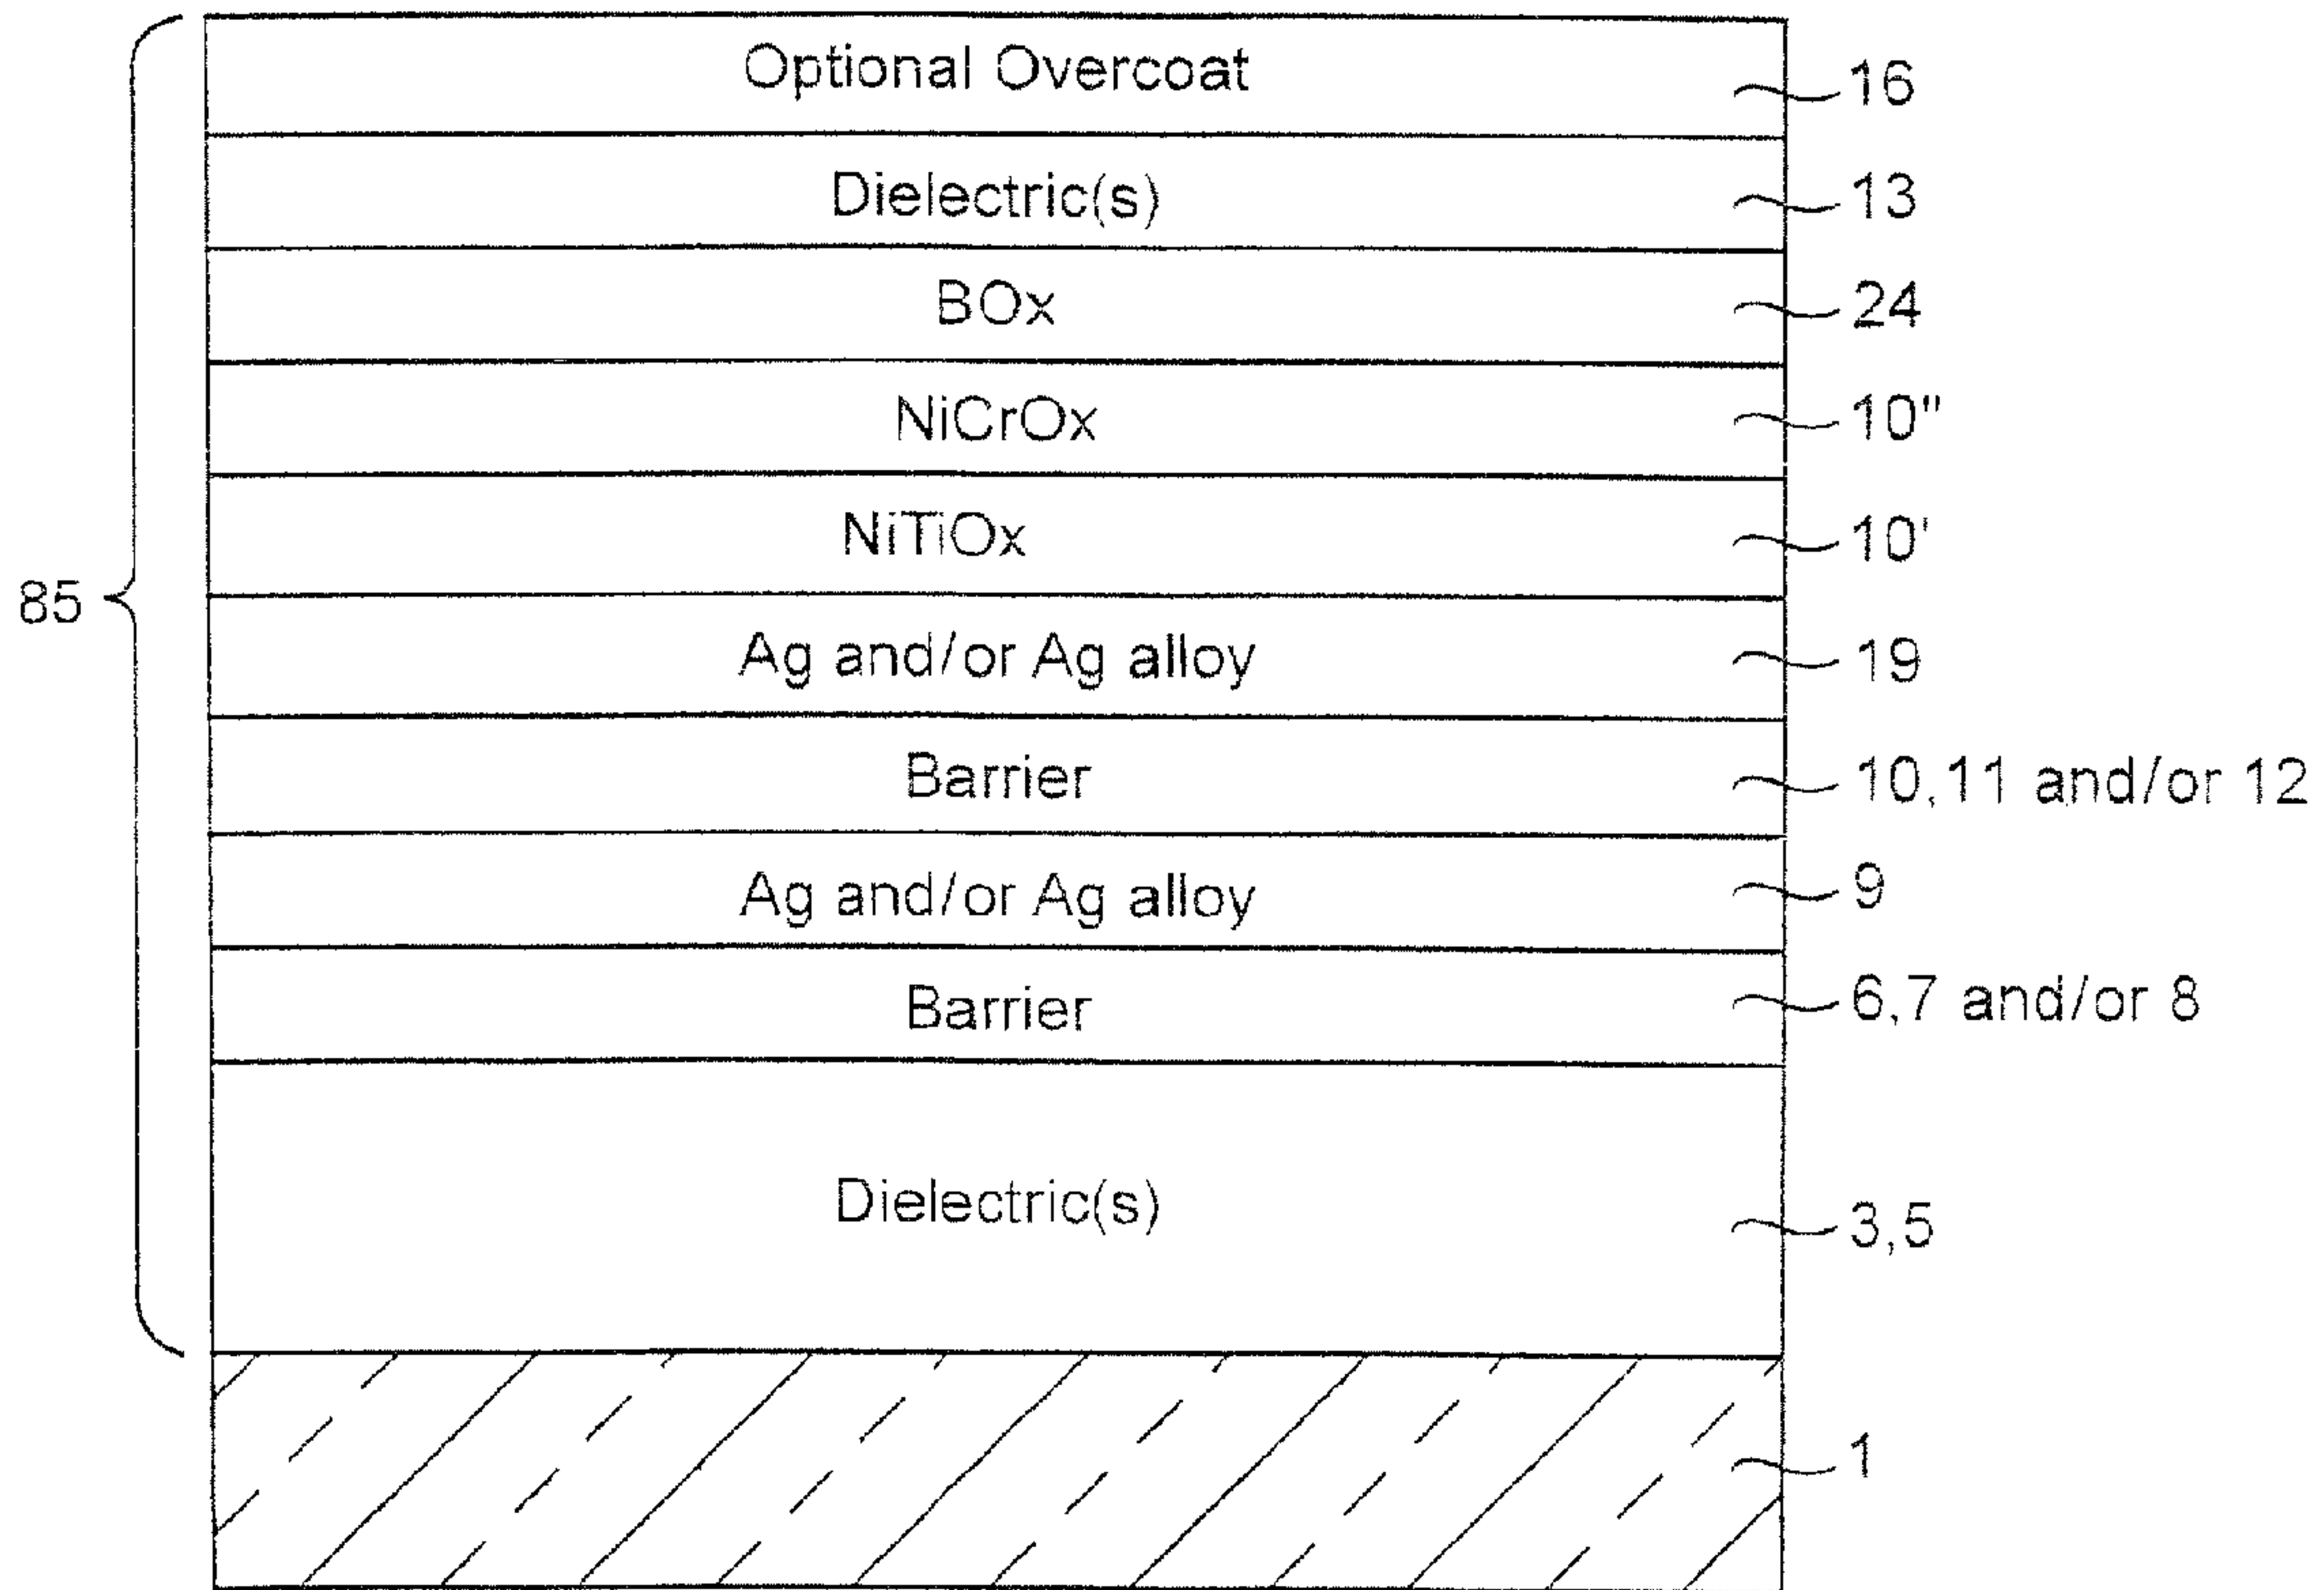 Optional Overcoat 16
Dielectric(s) 13
BOx 24
NiCrOx 10"
NiTiOx 10'
85
Ag and/or Ag alloy 19
Barrier 10,11 and/or 12
Ag and/or Ag alloy 9
Barrier 6,7 and/or 8
Dielectric(s) 3,5
1